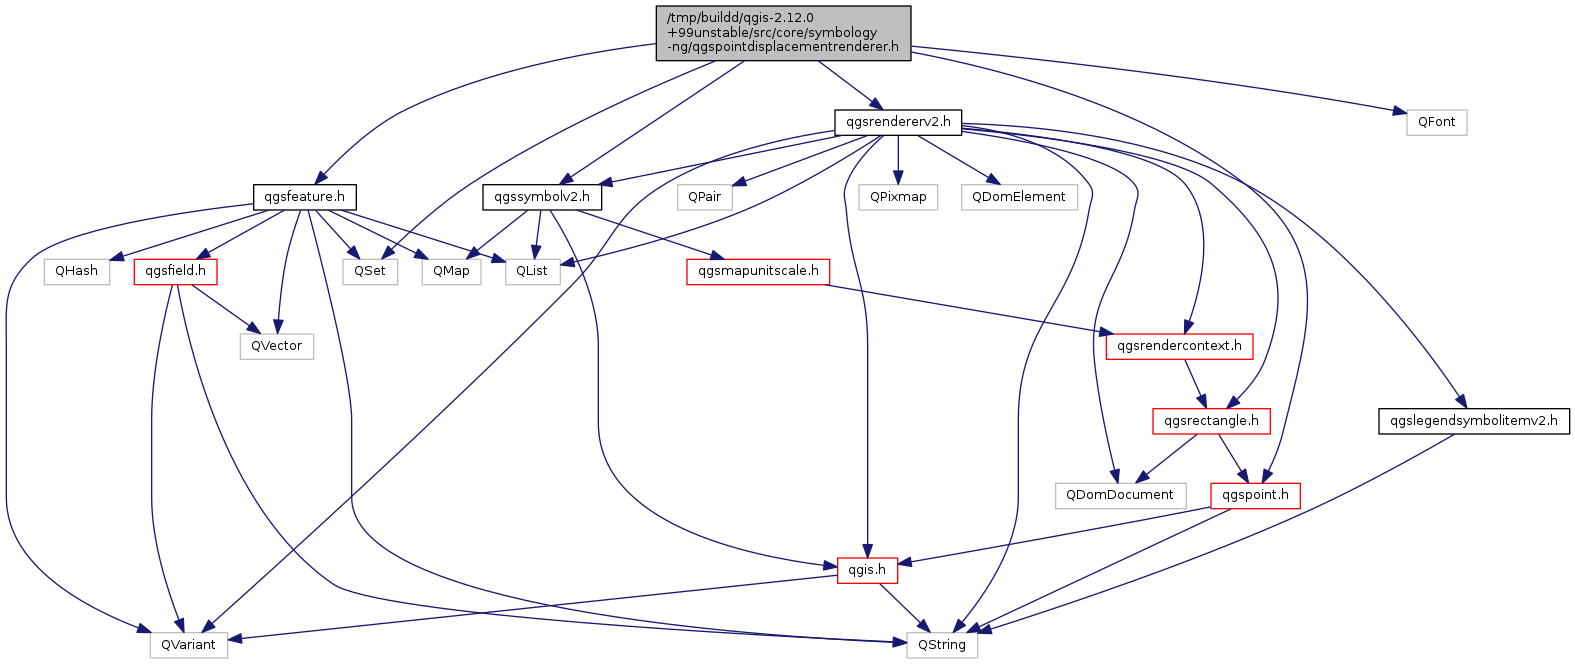 /tmp/buildd/qgis-2.12.0
+99unstable/src/core/symbology
-ng/qgspointdisplacementrenderer.h
qgsrendererv2.h
QFont
qgsfeature.h
qgssymbolv2.h
QPair
QPixmap
QDomElement
QHash
qgsfield.h
QSet
QMap
QList
qgsmapunitscale.h
QVector
qgsrendercontext.h
qgsrectangle.h
qgslegendsymbolitemv2.h
QDomDocument
qgspoint.h
qgis.h
QVariant
QString